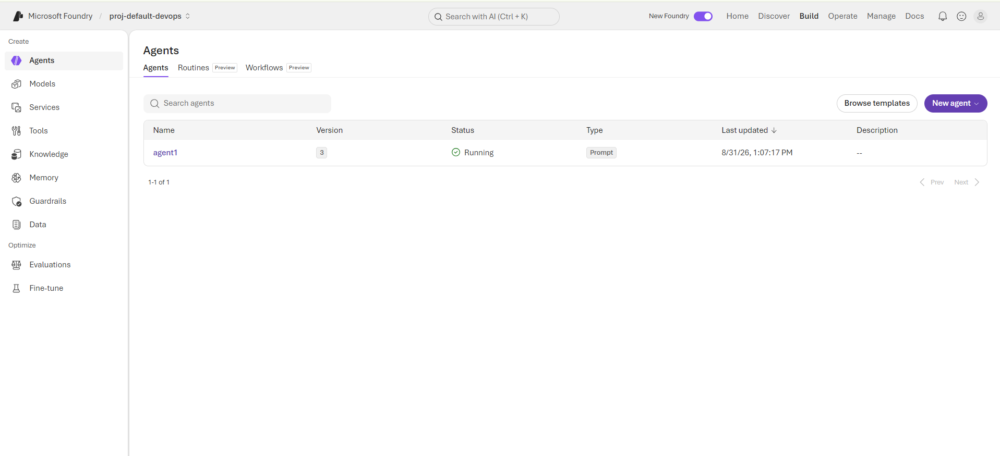 Microsoft Foundry / proj-default-devops
Search with AI (Ctrl + K)
New Foundry
Home Discover Build Operate Manage Docs
Create
Agents
Models
Services
Tools
Knowledge
Memory
Guardrails
Data
Optimize
Evaluations
Fine-tune
Agents
Agents Routines Preview Workflows Preview
Search agents
Browse templates New agent
Name Version Status Type Last updated Description
agent1 3 Running Prompt 8/31/26, 1:07:17 PM --
1-1 of 1
Prev Next